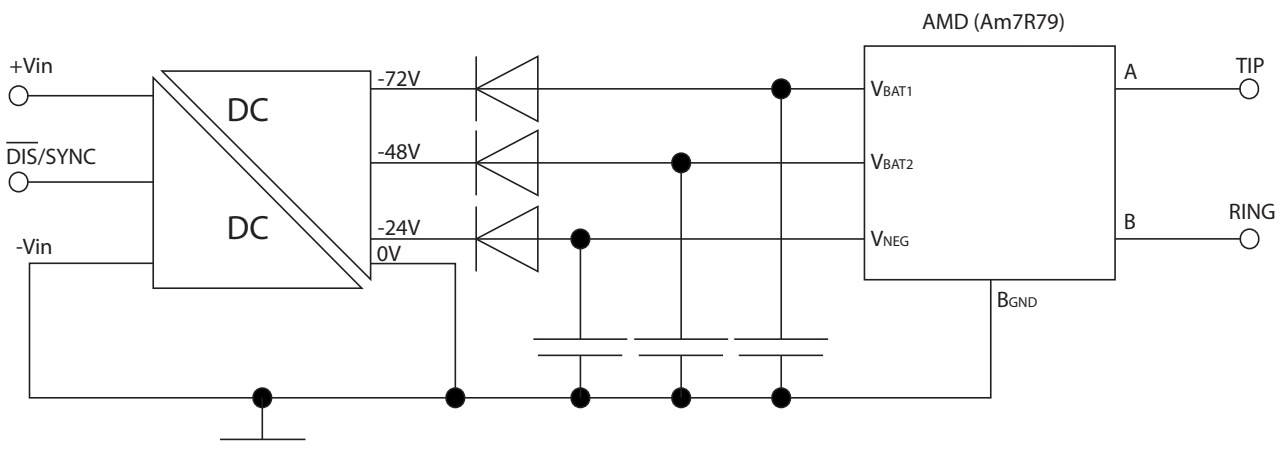 AMD (Am7R79)
+Vin
DC
-72V
VBAT1
A
TIP
DIS/SYNC
-48V
VBAT2
DC
-24V
VNEG
B
RING
-Vin
0V
BGND